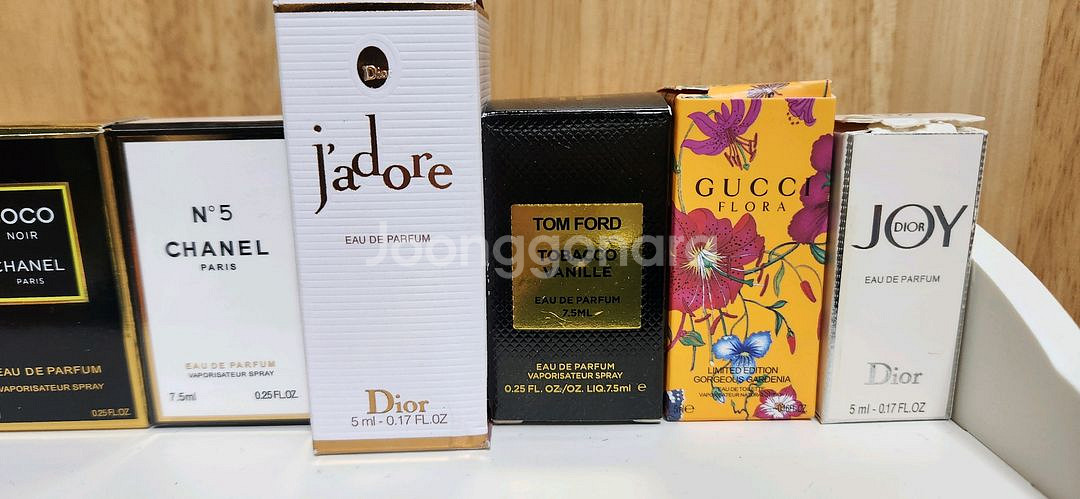 OCO
NOIR
CHANEL
PARIS
EAU DE PARFUM
VAPORISATEUR SPRAY
0.25 FL.OZ
N°5
CHANEL
PARIS
EAU DE PARFUM
VAPORISATEUR SPRAY
7.5ml 0.25 FL.OZ
Dior
j'adore
EAU DE PARFUM
Dior
5 ml - 0.17 FL.OZ
TOM FORD
TOBACCO
VANILLE
EAU DE PARFUM
7.5ML
EAU DE PARFUM
VAPORISATEUR SPRAY
0.25 FL. OZ/OZ. LIQ.7.5ml e
GUCCI
FLORA
LIMITED EDITION
GORGEOUS GARDENIA
EAU DE TOILETTE
JOY
DIOR
EAU DE PARFUM
Dior
5 ml - 0.17 FL.OZ
joonggonara